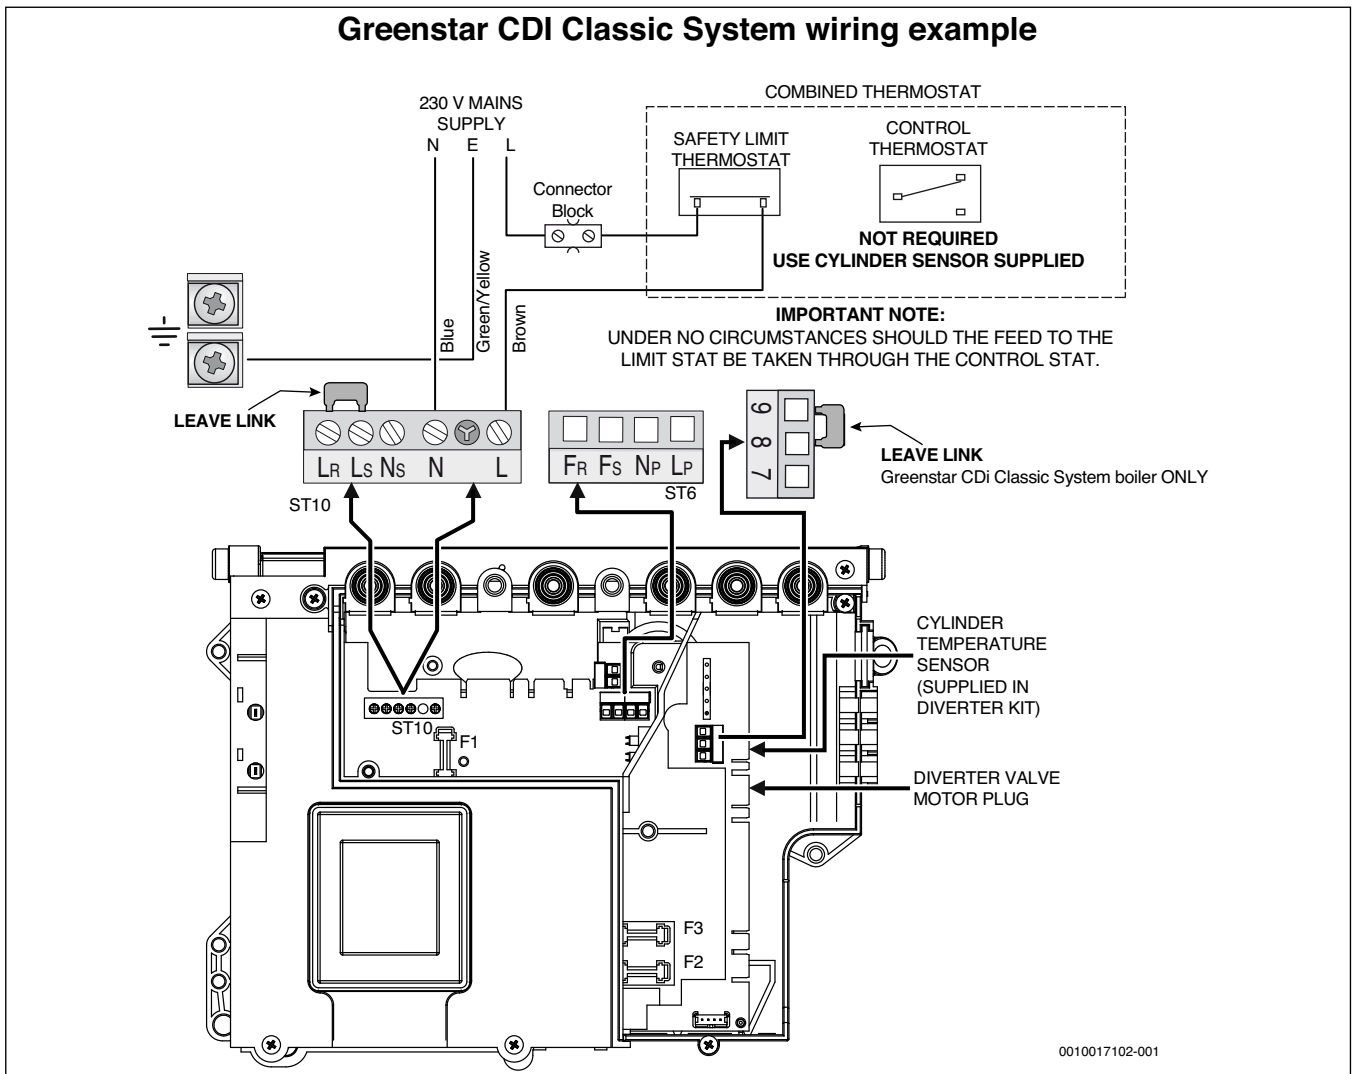 Greenstar CDI Classic System wiring example
230 V MAINS
SUPPLY
N E L
COMBINED THERMOSTAT
SAFETY LIMIT
THERMOSTAT
CONTROL
THERMOSTAT
Connector
Block
NOT REQUIRED
USE CYLINDER SENSOR SUPPLIED
Blue
Green/Yellow
Brown
IMPORTANT NOTE:
UNDER NO CIRCUMSTANCES SHOULD THE FEED TO THE
LIMIT STAT BE TAKEN THROUGH THE CONTROL STAT.
LEAVE LINK
LR LS NS N L
ST10
FR FS NP LP
ST6
9
8
7
LEAVE LINK
Greenstar CDi Classic System boiler ONLY
CYLINDER
TEMPERATURE
SENSOR
(SUPPLIED IN
DIVERTER KIT)
ST10
F1
DIVERTER VALVE
MOTOR PLUG
F3
F2
0010017102-001